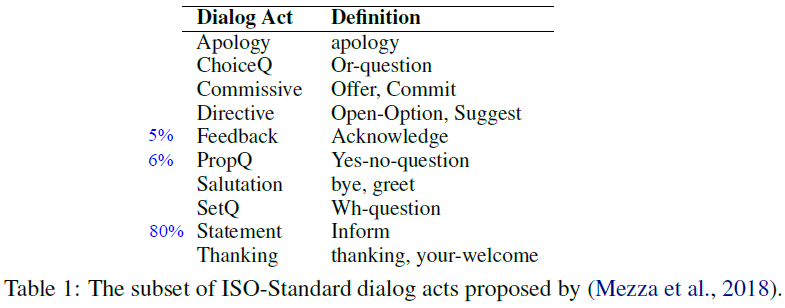 Dialog Act Definition
Apology apology
ChoiceQ Or-question
Commissive Offer, Commit
Directive Open-Option, Suggest
5% Feedback Acknowledge
6% PropQ Yes-no-question
Salutation bye, greet
SetQ Wh-question
80% Statement Inform
Thanking thanking, your-welcome
Table 1: The subset of ISO-Standard dialog acts proposed by (Mezza et al., 2018).